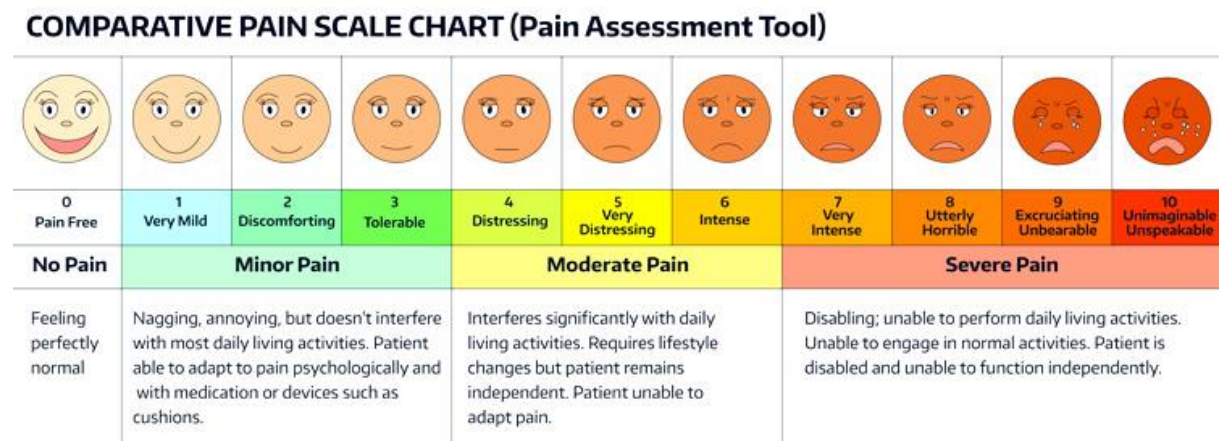 COMPARATIVE PAIN SCALE CHART (Pain Assessment Tool)
0
Pain Free
1
Very Mild
2
Discomforting
3
Tolerable
4
Distressing
5
Very
Distressing
6
Intense
7
Very
Intense
8
Utterly
Horrible
9
Excruciating
Unbearable
10
Unimaginable
Unspeakable
No Pain
Minor Pain
Moderate Pain
Severe Pain
Feeling
perfectly
normal
Nagging, annoying, but doesn't interfere
with most daily living activities. Patient
able to adapt to pain psychologically and
with medication or devices such as
cushions.
Interferes significantly with daily
living activities. Requires lifestyle
changes but patient remains
independent. Patient unable to
adapt pain.
Disabling; unable to perform daily living activities.
Unable to engage in normal activities. Patient is
disabled and unable to function independently.